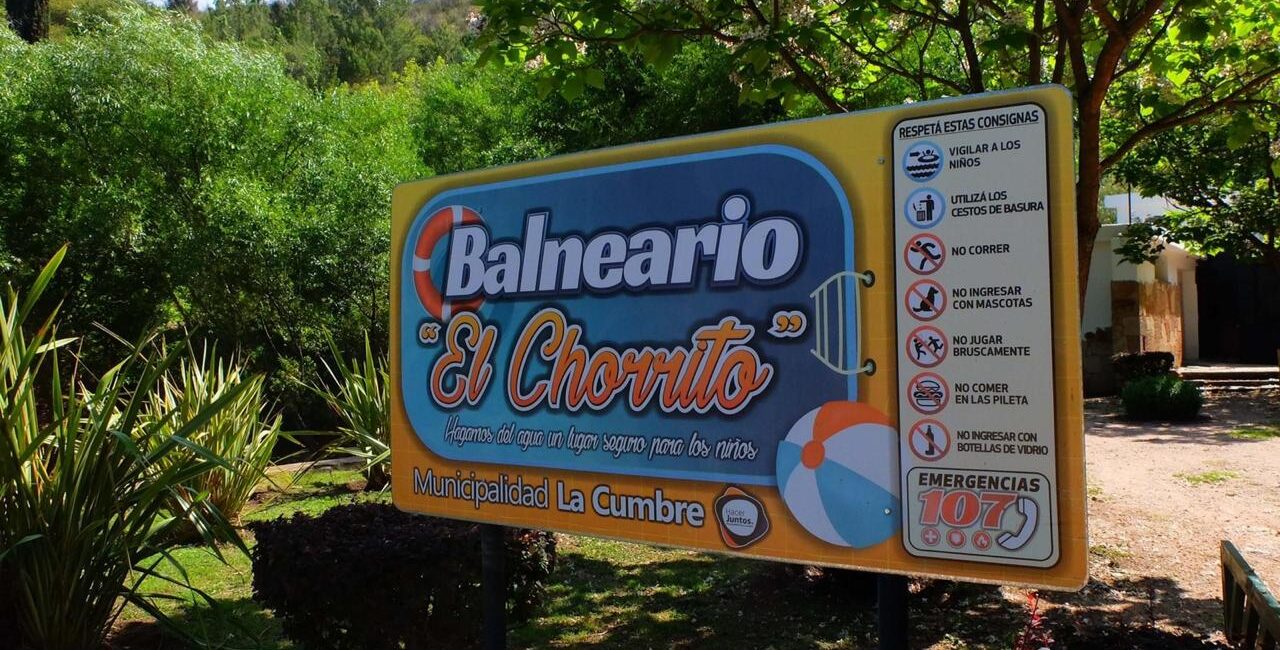 Balneario
"El Chorrito"
Hagamos del agua un lugar seguro para los niños
Municipalidad La Cumbre
Hacer
Juntos.
RESPETÁ ESTAS CONSIGNAS
VIGILAR A LOS
NIÑOS
UTILIZÁ LOS
CESTOS DE BASURA
NO CORRER
NO INGRESAR
CON MASCOTAS
NO JUGAR
BRUSCAMENTE
NO COMER
EN LAS PILETA
NO INGRESAR CON
BOTELLAS DE VIDRIO
EMERGENCIAS
107